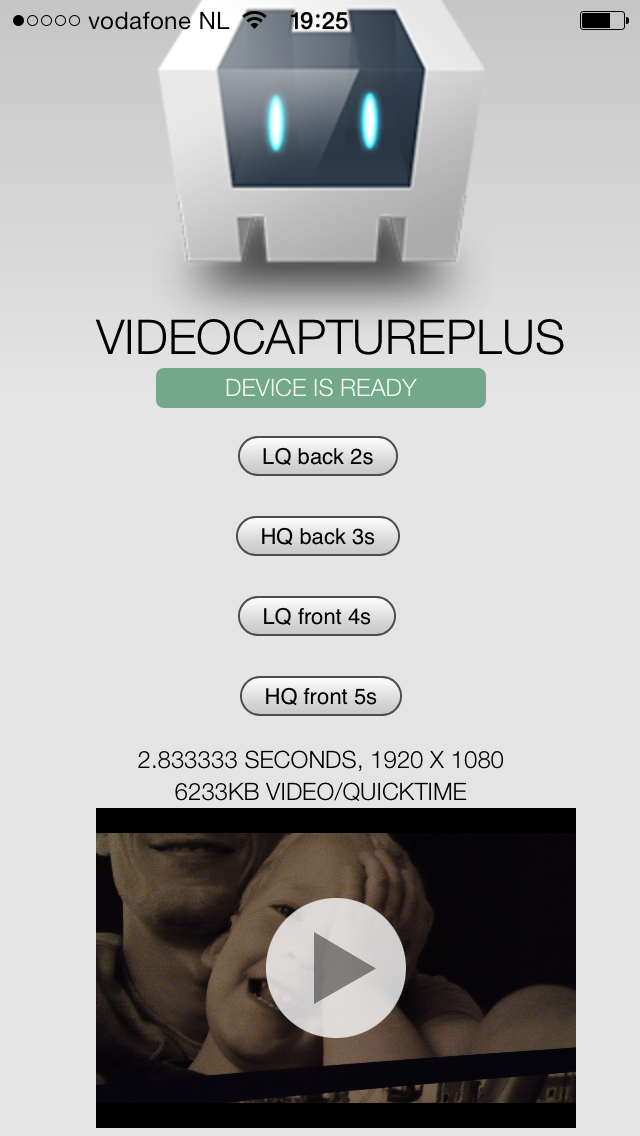 vodafone NL 19:25
VIDEOCAPTUREPLUS
DEVICE IS READY
LQ back 2s
HQ back 3s
LQ front 4s
HQ front 5s
2.833333 SECONDS, 1920 X 1080
6233KB VIDEO/QUICKTIME